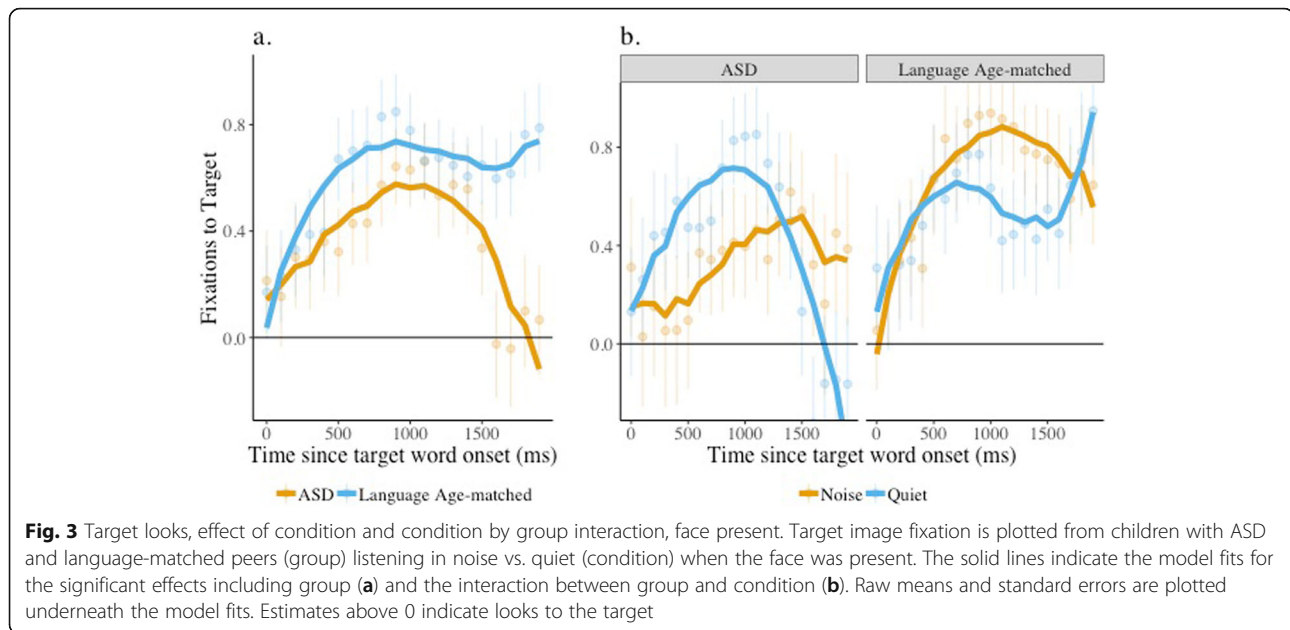 a.
b.
ASD
Language Age-matched
Fixations to Target
0.8
0.4
0.0
0.8
0.4
0.0
0 500 1000 1500
0 500 1000 1500
0 500 1000 1500
Time since target word onset (ms)
Time since target word onset (ms)
ASD Language Age-matched
Noise Quiet
Fig. 3 Target looks, effect of condition and condition by group interaction, face present. Target image fixation is plotted from children with ASD
and language-matched peers (group) listening in noise vs. quiet (condition) when the face was present. The solid lines indicate the model fits for
the significant effects including group (a) and the interaction between group and condition (b). Raw means and standard errors are plotted
underneath the model fits. Estimates above 0 indicate looks to the target